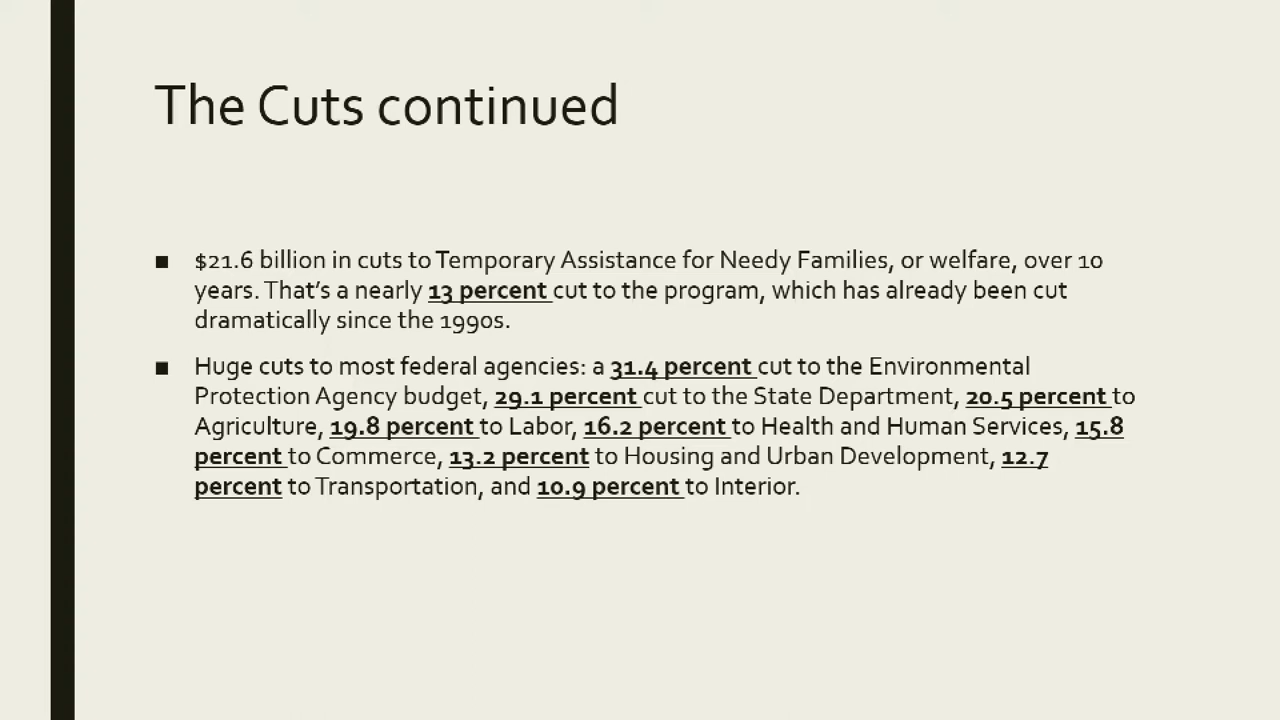 The Cuts continued
■ $21.6 billion in cuts to Temporary Assistance for Needy Families, or welfare, over 10
years. That's a nearly 13 percent cut to the program, which has already been cut
dramatically since the 1990s.
■ Huge cuts to most federal agencies: a 31.4 percent cut to the Environmental
Protection Agency budget, 29.1 percent cut to the State Department, 20.5 percent to
Agriculture, 19.8 percent to Labor, 16.2 percent to Health and Human Services, 15.8
percent to Commerce, 13.2 percent to Housing and Urban Development, 12.7
percent to Transportation, and 10.9 percent to Interior.